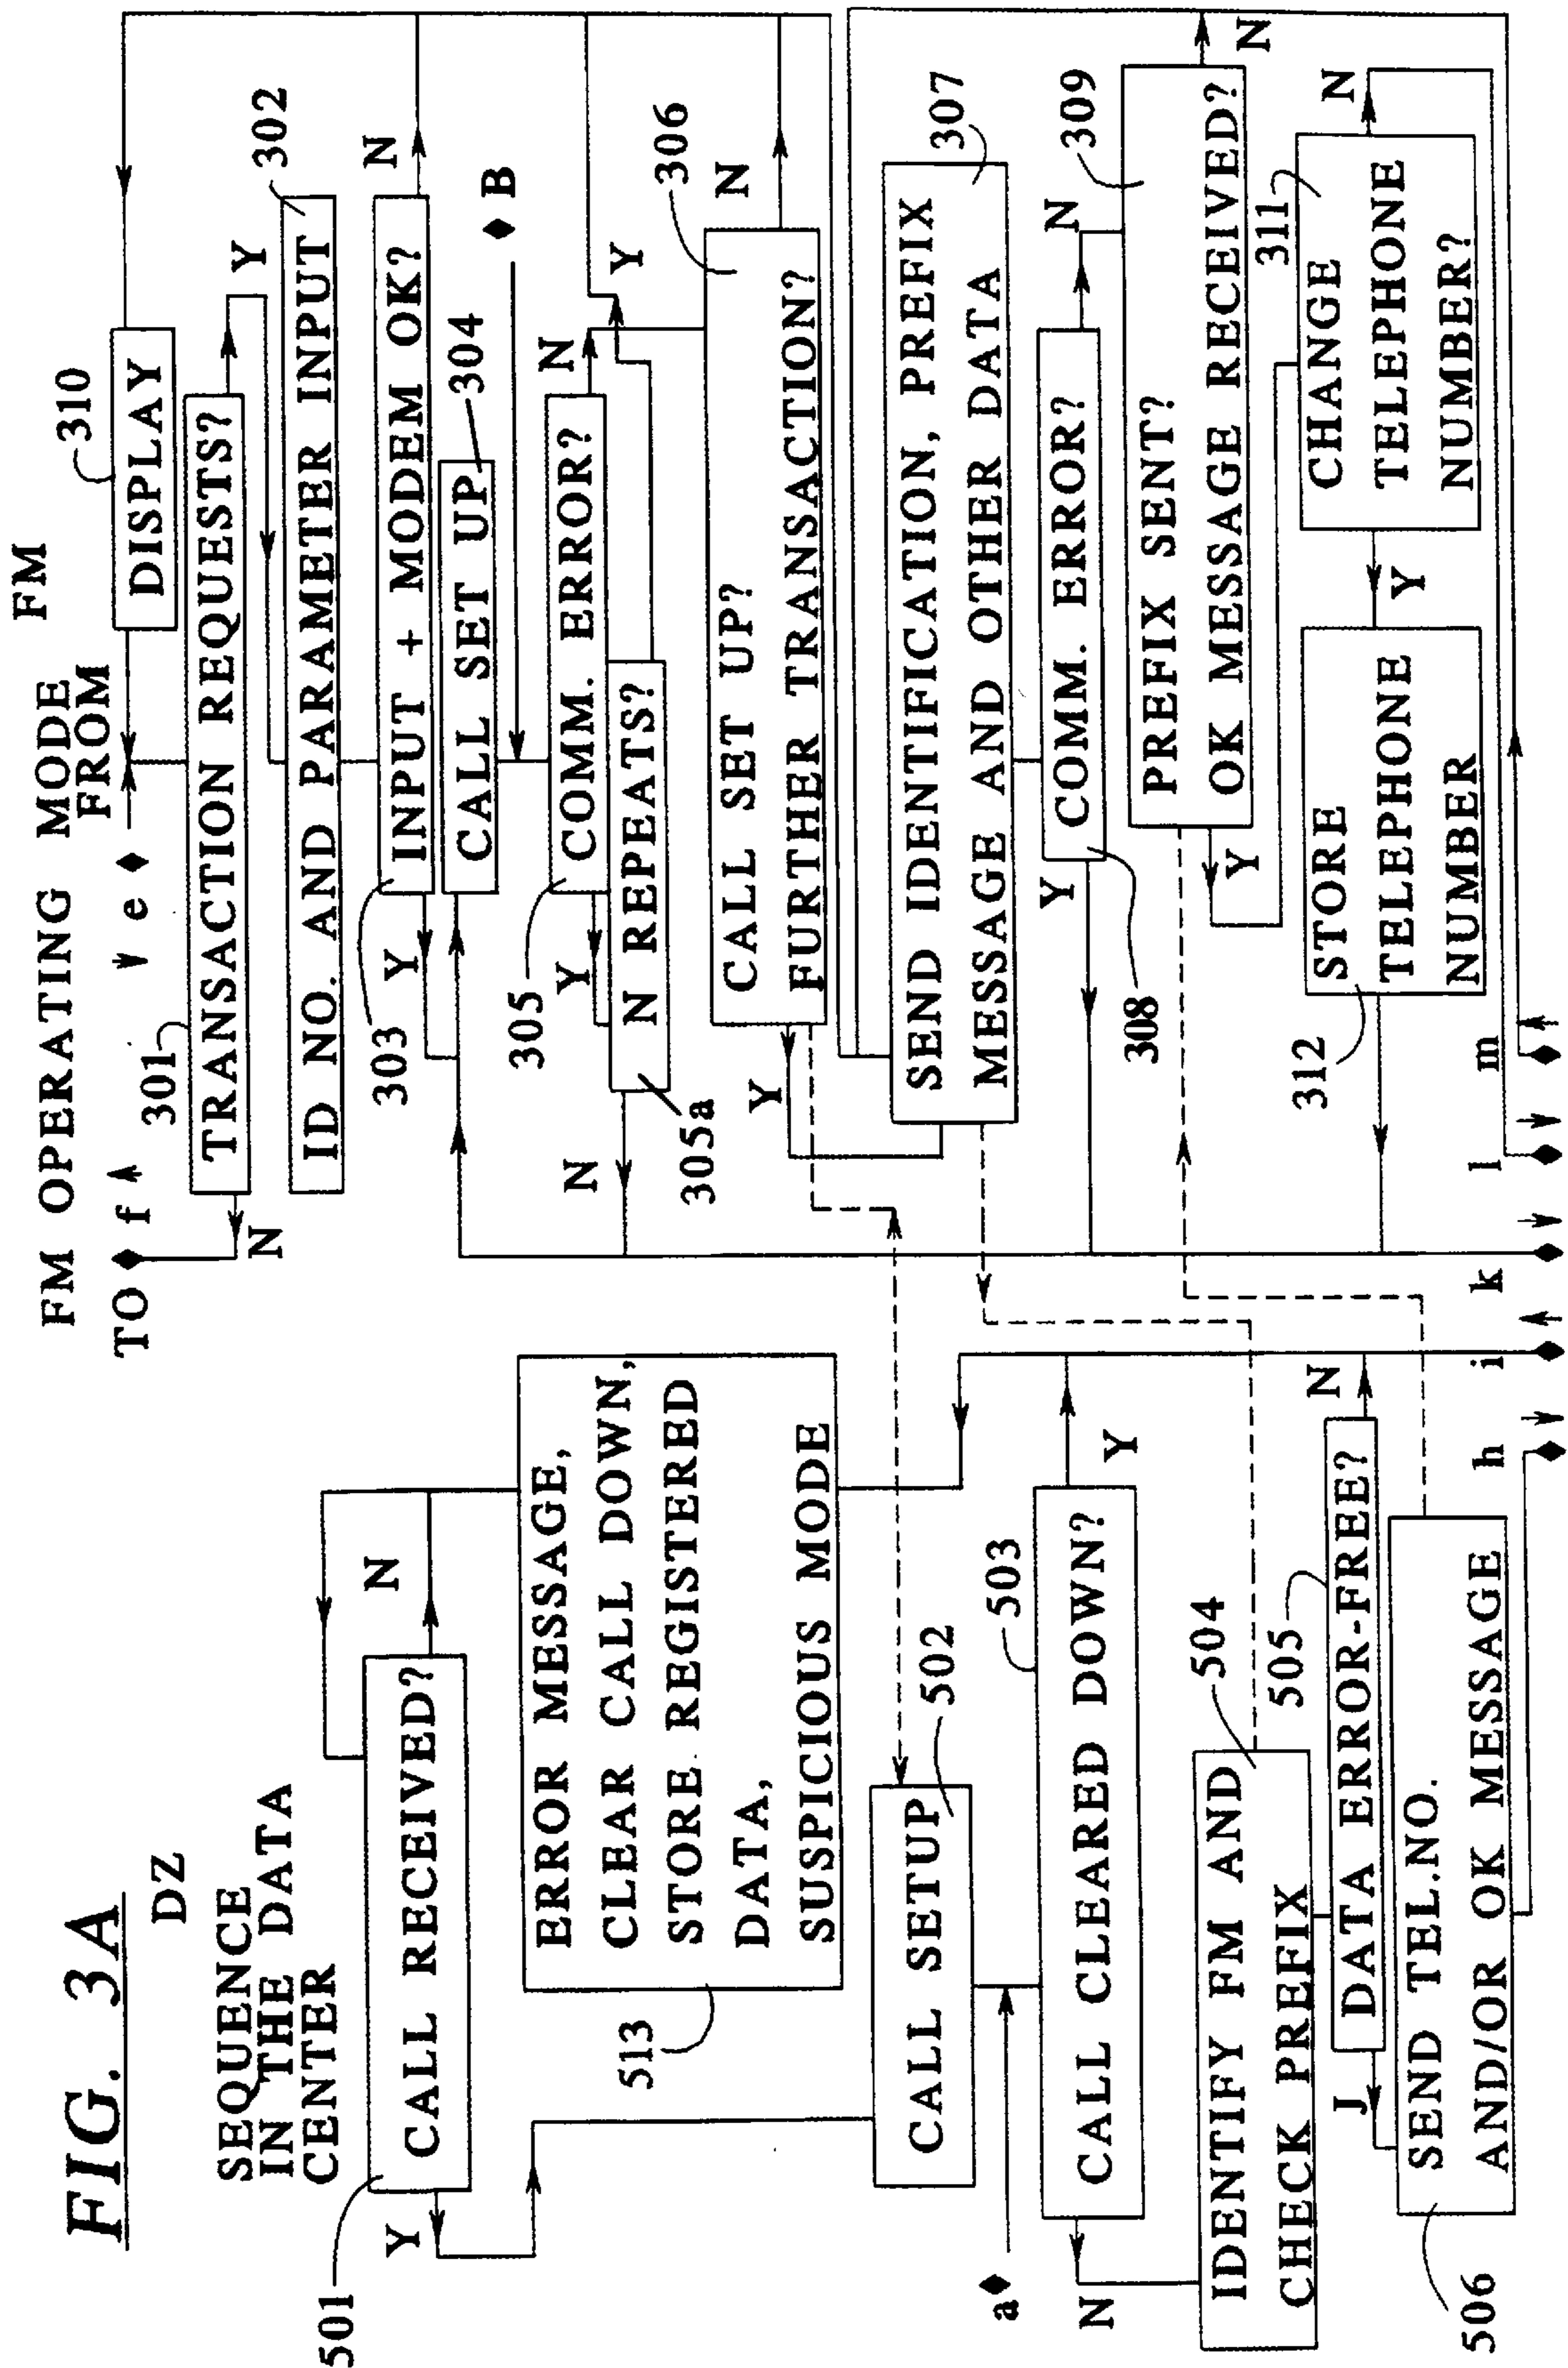 FIG. 3A
DZ
SEQUENCE
IN THE DATA
CENTER
501
CALL RECEIVED?
Y
N
ERROR MESSAGE,
CLEAR CALL DOWN,
STORE REGISTERED
DATA,
SUSPICIOUS MODE
513
CALL SETUP
502
a
503
CALL CLEARED DOWN?
N
Y
IDENTIFY FM AND
CHECK PREFIX
504
505
DATA ERROR-FREE?
J
N
SEND TEL.NO.
AND/OR OK MESSAGE
506
h
i
FM OPERATING MODE
FM
TO
f
e
FROM
310
DISPLAY
301
TRANSACTION REQUESTS?
N
Y
302
ID NO. AND PARAMETER INPUT
303
INPUT + MODEM OK?
Y
N
CALL SET UP
304
B
305
COMM. ERROR?
Y
N
N REPEATS?
305a
N
Y
306
CALL SET UP?
FURTHER TRANSACTION?
Y
N
307
SEND IDENTIFICATION, PREFIX
MESSAGE AND OTHER DATA
COMM. ERROR?
308
Y
N
309
PREFIX SENT?
OK MESSAGE RECEIVED?
Y
N
311
CHANGE
TELEPHONE
NUMBER?
Y
N
STORE
TELEPHONE
NUMBER
312
k
l
m